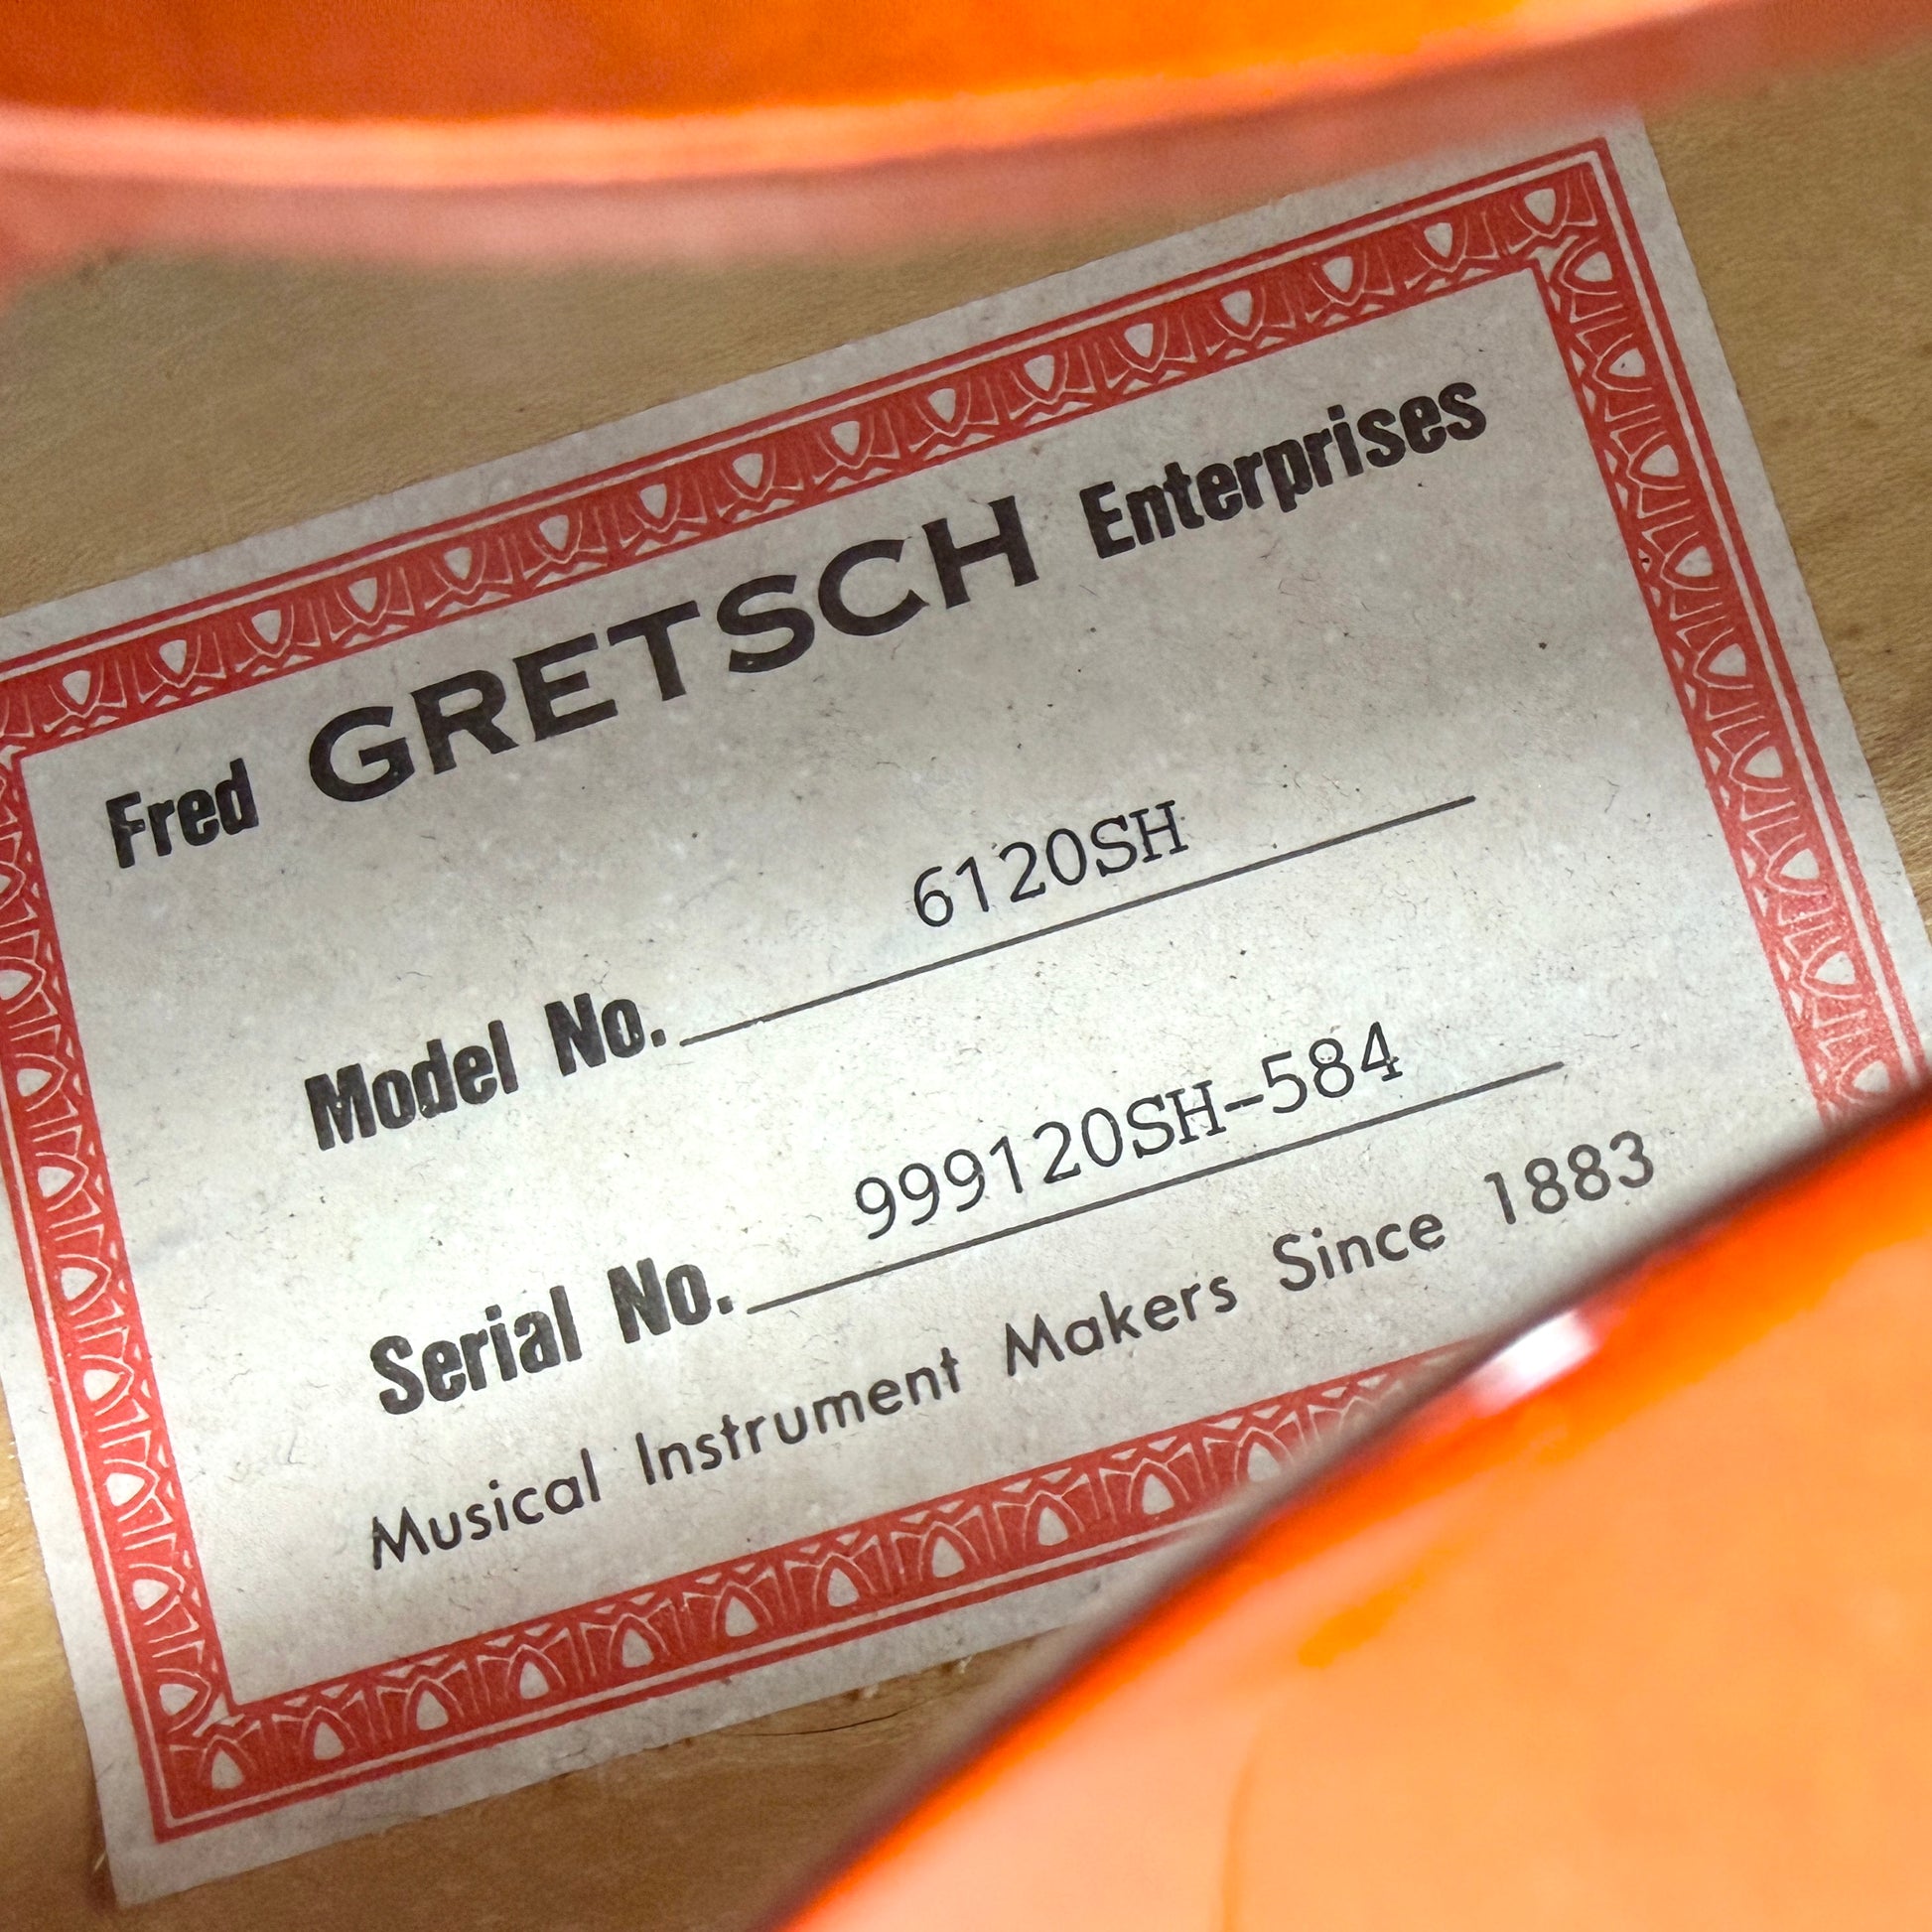 Fred GRETSCH Enterprises
Model No. 6120SH
Serial No. 999120SH-584
Musical Instrument Makers Since 1883